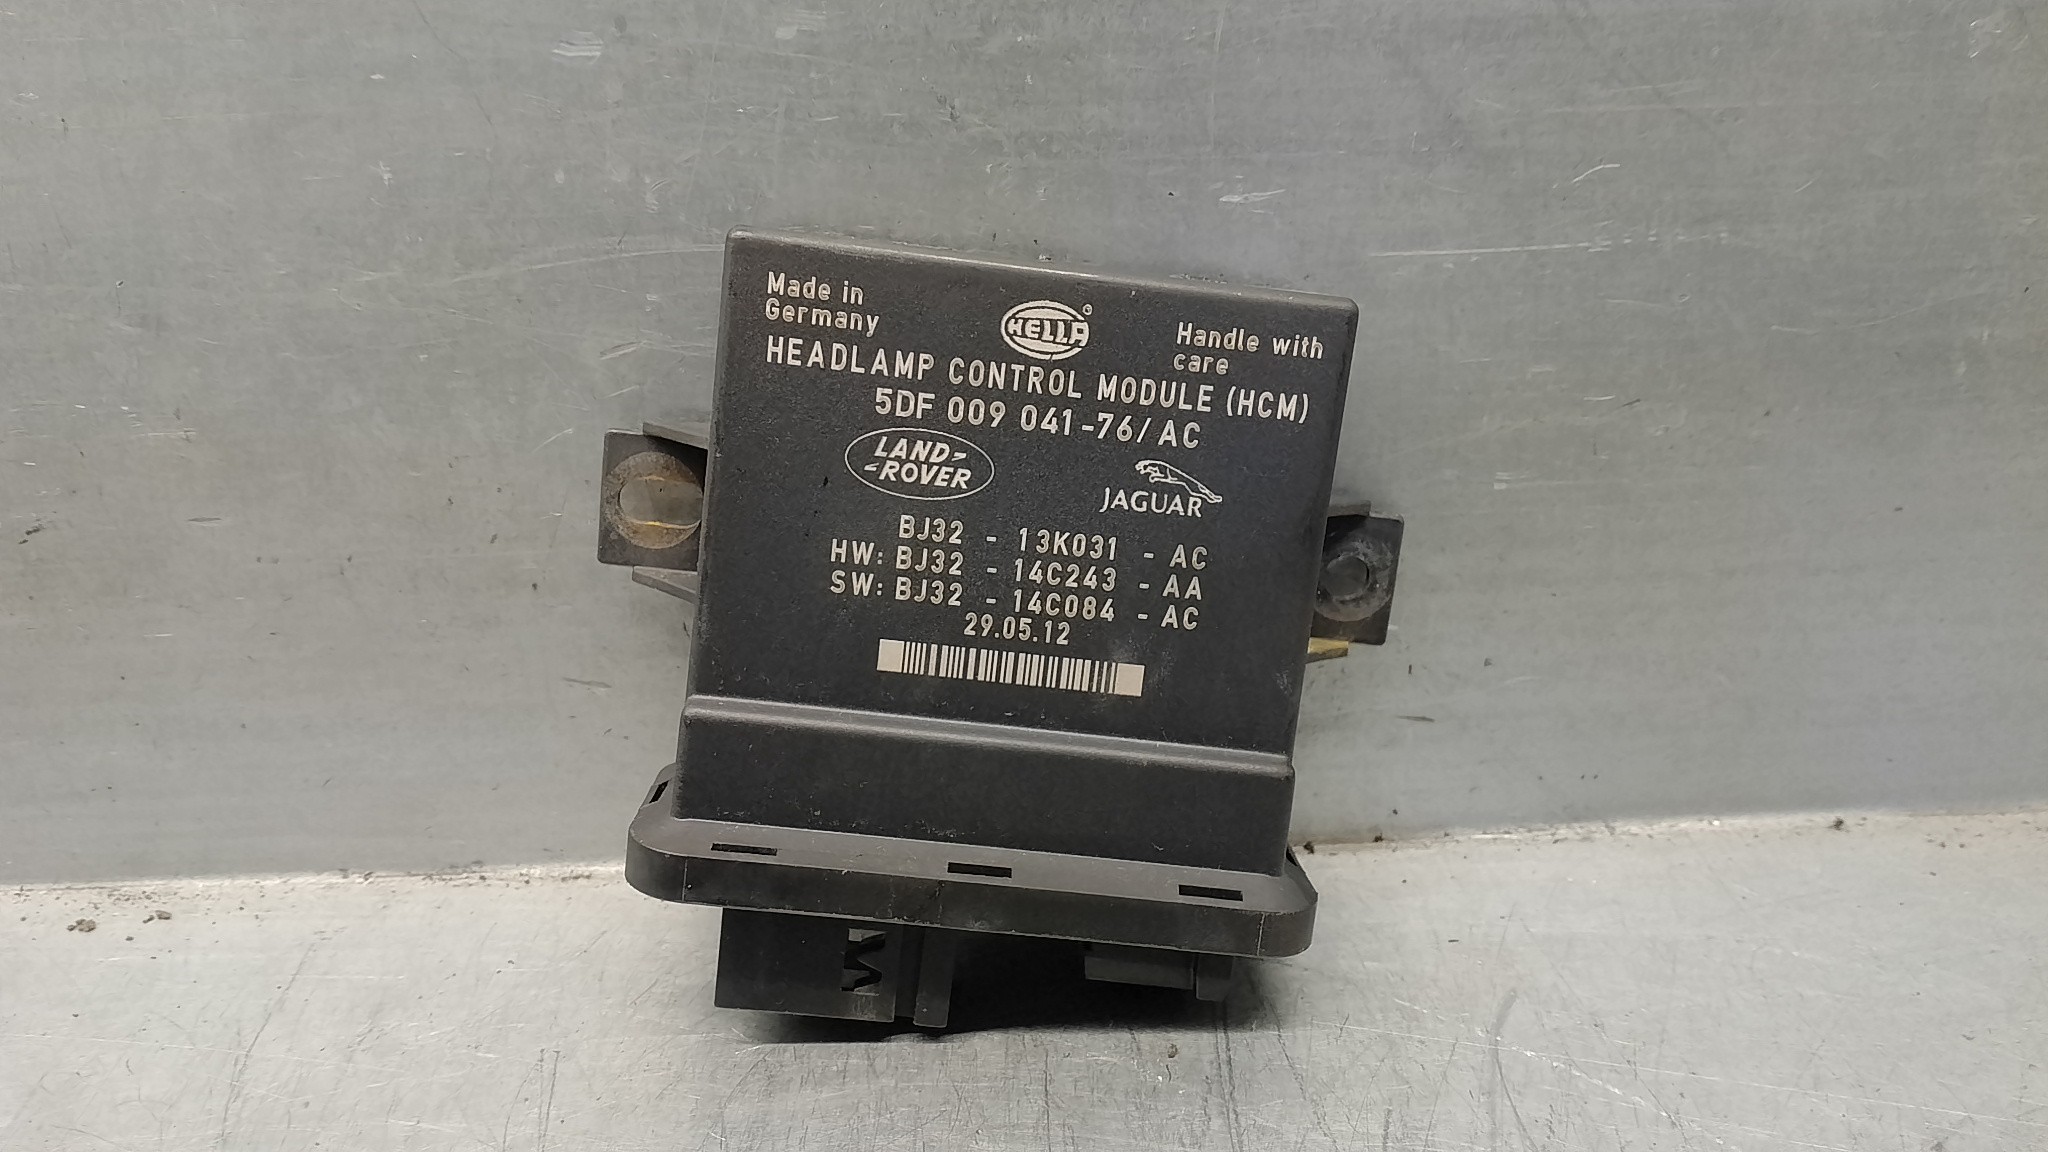 Made in
Germany
HELLA®
Handle with
care
HEADLAMP CONTROL MODULE (HCM)
5DF 009 041-76/AC
LAND-
-ROVER
JAGUAR
BJ32 - 13K031 - AC
HW: BJ32 - 14C243 - AA
SW: BJ32 - 14C084 - AC
29.05.12